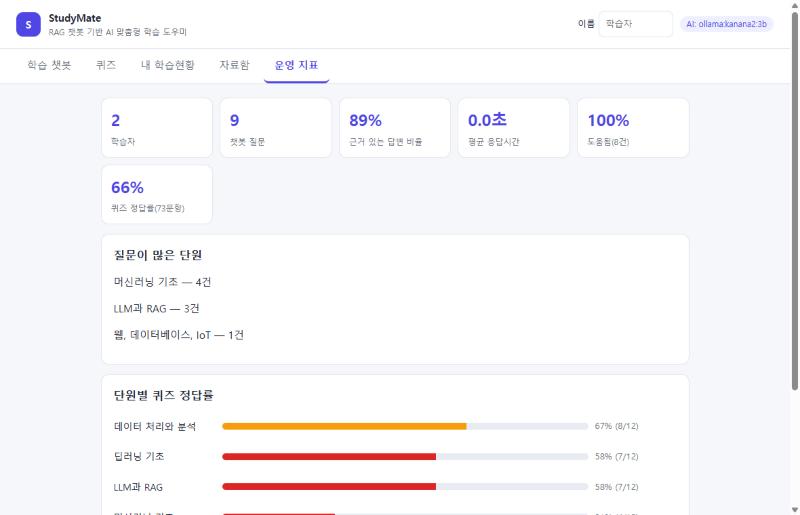 S
StudyMate
RAG 챗봇 기반 AI 맞춤형 학습 도우미
이름
학습자
AI: ollama:kanana2:3b
학습 챗봇
퀴즈
내 학습현황
자료함
운영 지표
2
학습자
9
챗봇 질문
89%
근거 있는 답변 비율
0.0초
평균 응답시간
100%
도움됨(8건)
66%
퀴즈 정답률(73문항)
질문이 많은 단원
머신러닝 기초 — 4건
LLM과 RAG — 3건
웹, 데이터베이스, IoT — 1건
단원별 퀴즈 정답률
데이터 처리와 분석 67% (8/12)
딥러닝 기초 58% (7/12)
LLM과 RAG 58% (7/12)